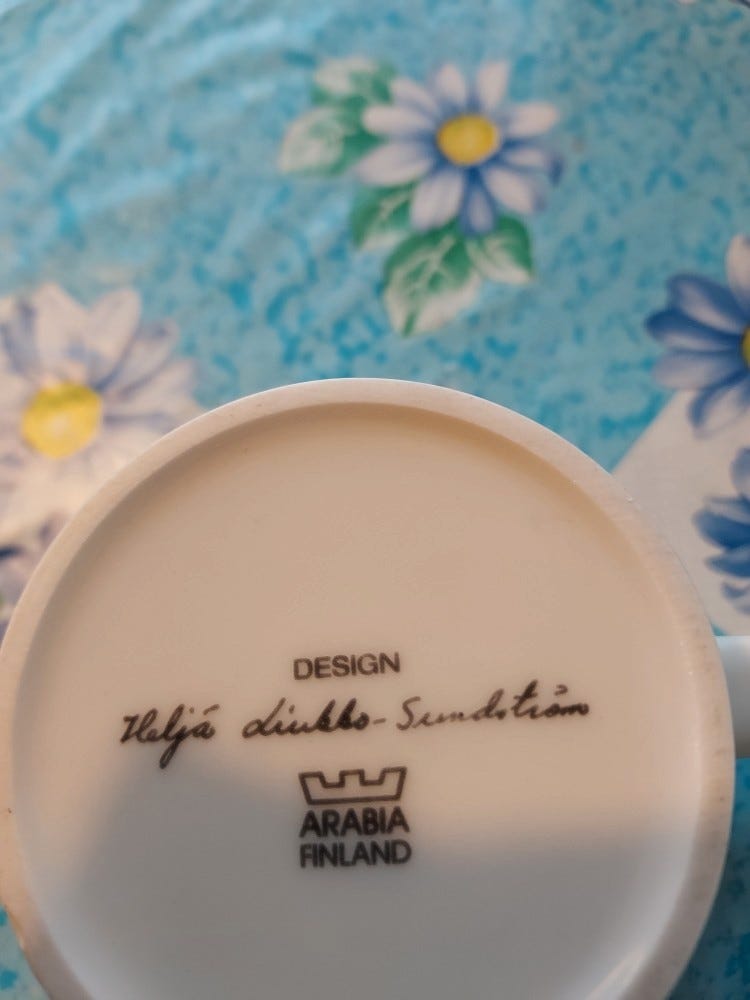 DESIGN
Heljä Liukko-Sundström
ARABIA
FINLAND